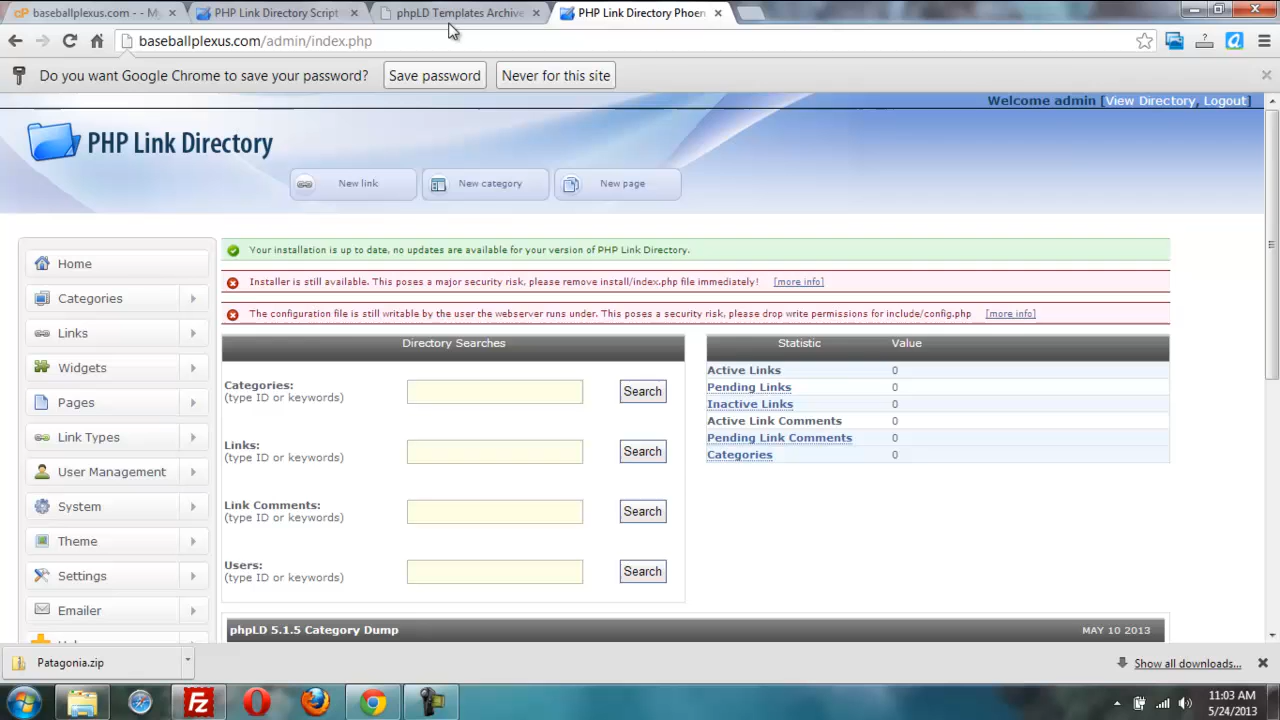 baseballplexus.com - - My
PHP Link Directory Script
phpLD Templates Archive
PHP Link Directory Phoen
baseballplexus.com/admin/index.php
Do you want Google Chrome to save your password?
Save password
Never for this site
Welcome admin [View Directory, Logout]
PHP Link Directory
New link
New category
New page
Home
Categories
Links
Widgets
Pages
Link Types
User Management
System
Theme
Settings
Emailer
Your installation is up to date, no updates are available for your version of PHP Link Directory.
Installer is still available. This poses a major security risk, please remove install/index.php file immediately! [more info]
The configuration file is still writable by the user the webserver runs under. This poses a security risk, please drop write permissions for include/config.php [more info]
Directory Searches
Categories:
(type ID or keywords)
Search
Links:
(type ID or keywords)
Search
Link Comments:
(type ID or keywords)
Search
Users:
(type ID or keywords)
Search
Statistic Value
Active Links 0
Pending Links 0
Inactive Links 0
Active Link Comments 0
Pending Link Comments 0
Categories 0
phpLD 5.1.5 Category Dump
MAY 10 2013
Patagonia.zip
Show all downloads...
11:03 AM
5/24/2013